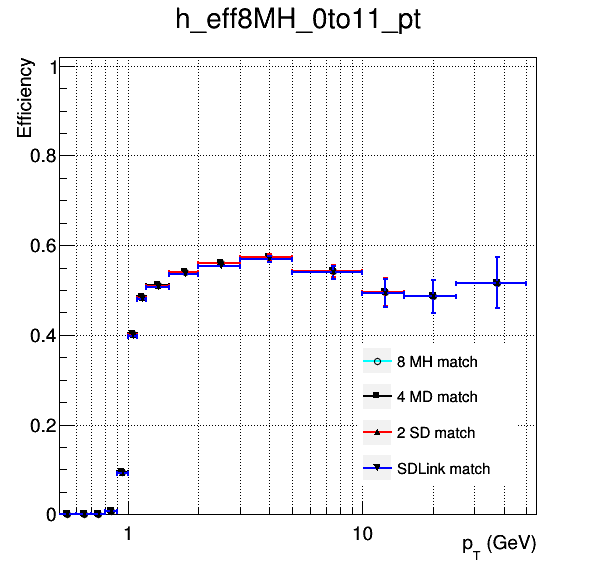 h_eff8MH_0to11_pt
Efficiency
1
0.8
0.6
0.4
0.2
0
8 MH match
4 MD match
2 SD match
SDLink match
1
10
p_T (GeV)